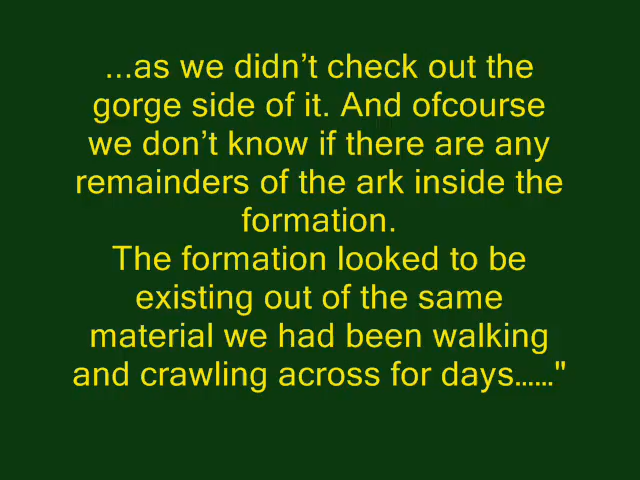 ...as we didn’t check out the
gorge side of it. And ofcourse
we don’t know if there are any
remainders of the ark inside the
formation.
The formation looked to be
existing out of the same
material we had been walking
and crawling across for days……"